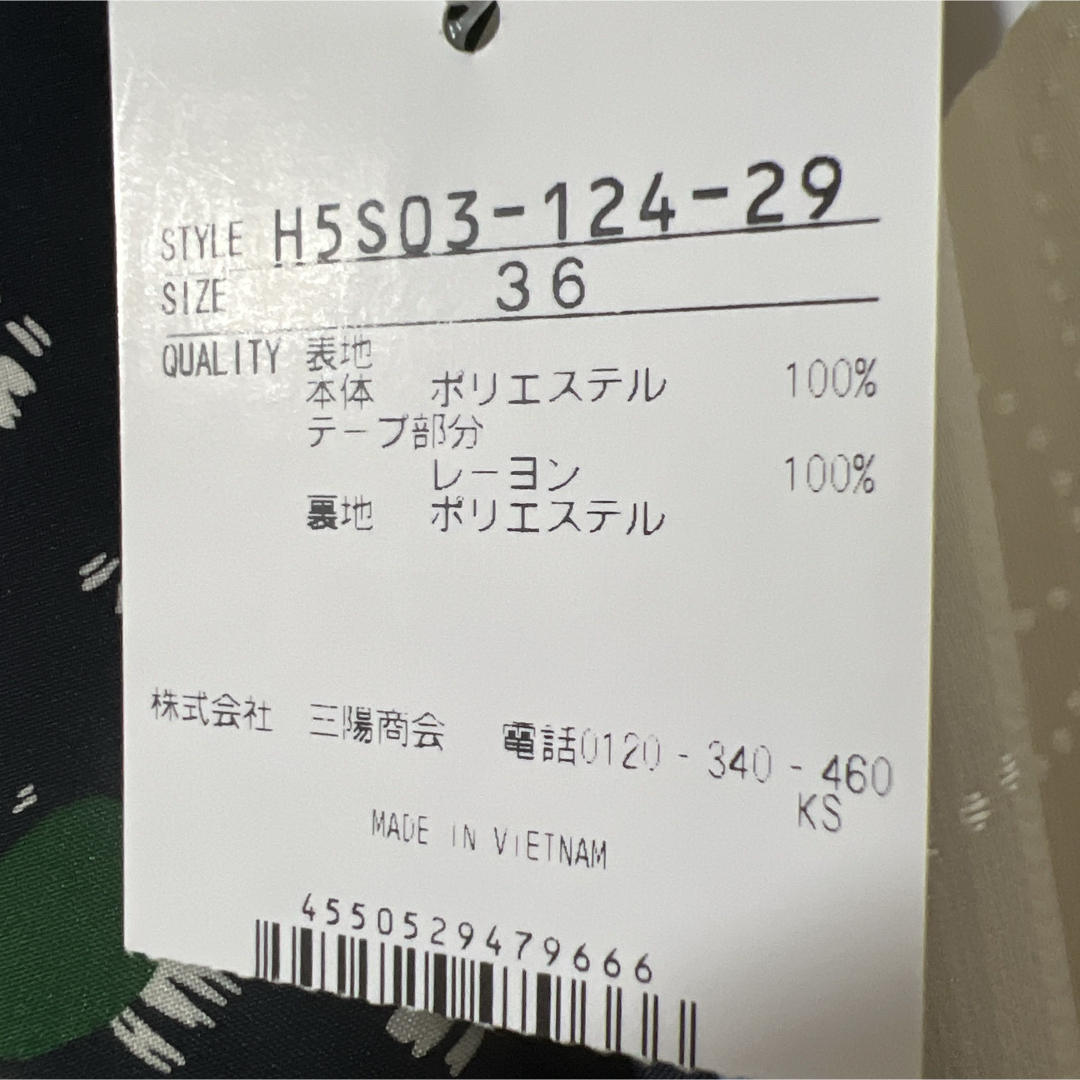 STYLE H5S03-124-29
SIZE 36
QUALITY 表地
本体 ポリエステル 100%
テープ部分
レーヨン 100%
裏地 ポリエステル
株式会社 三陽商会 電話0120-340-460
KS
MADE IN VIETNAM
4550529479666